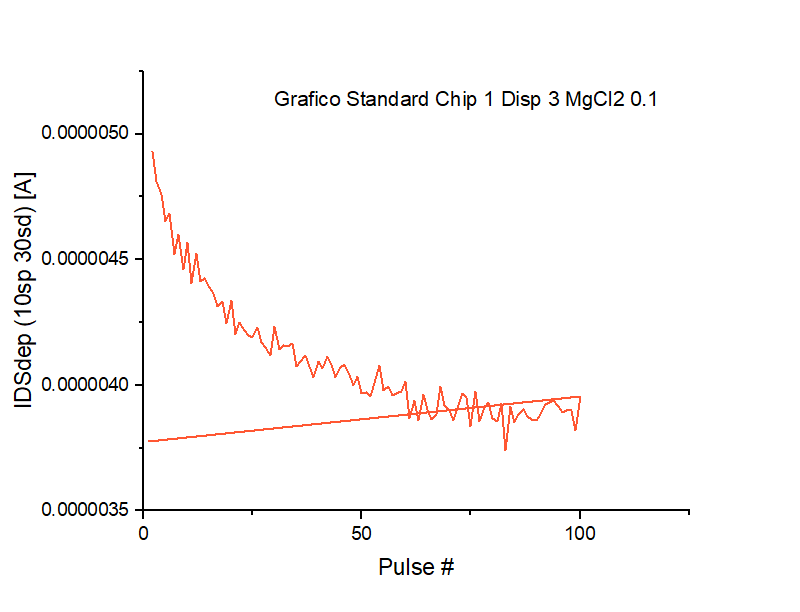 Grafico Standard Chip 1 Disp 3 MgCl2 0.1
IDSdep (10sp 30sd) [A]
0.0000050
0.0000045
0.0000040
0.0000035
0 50 100
Pulse #